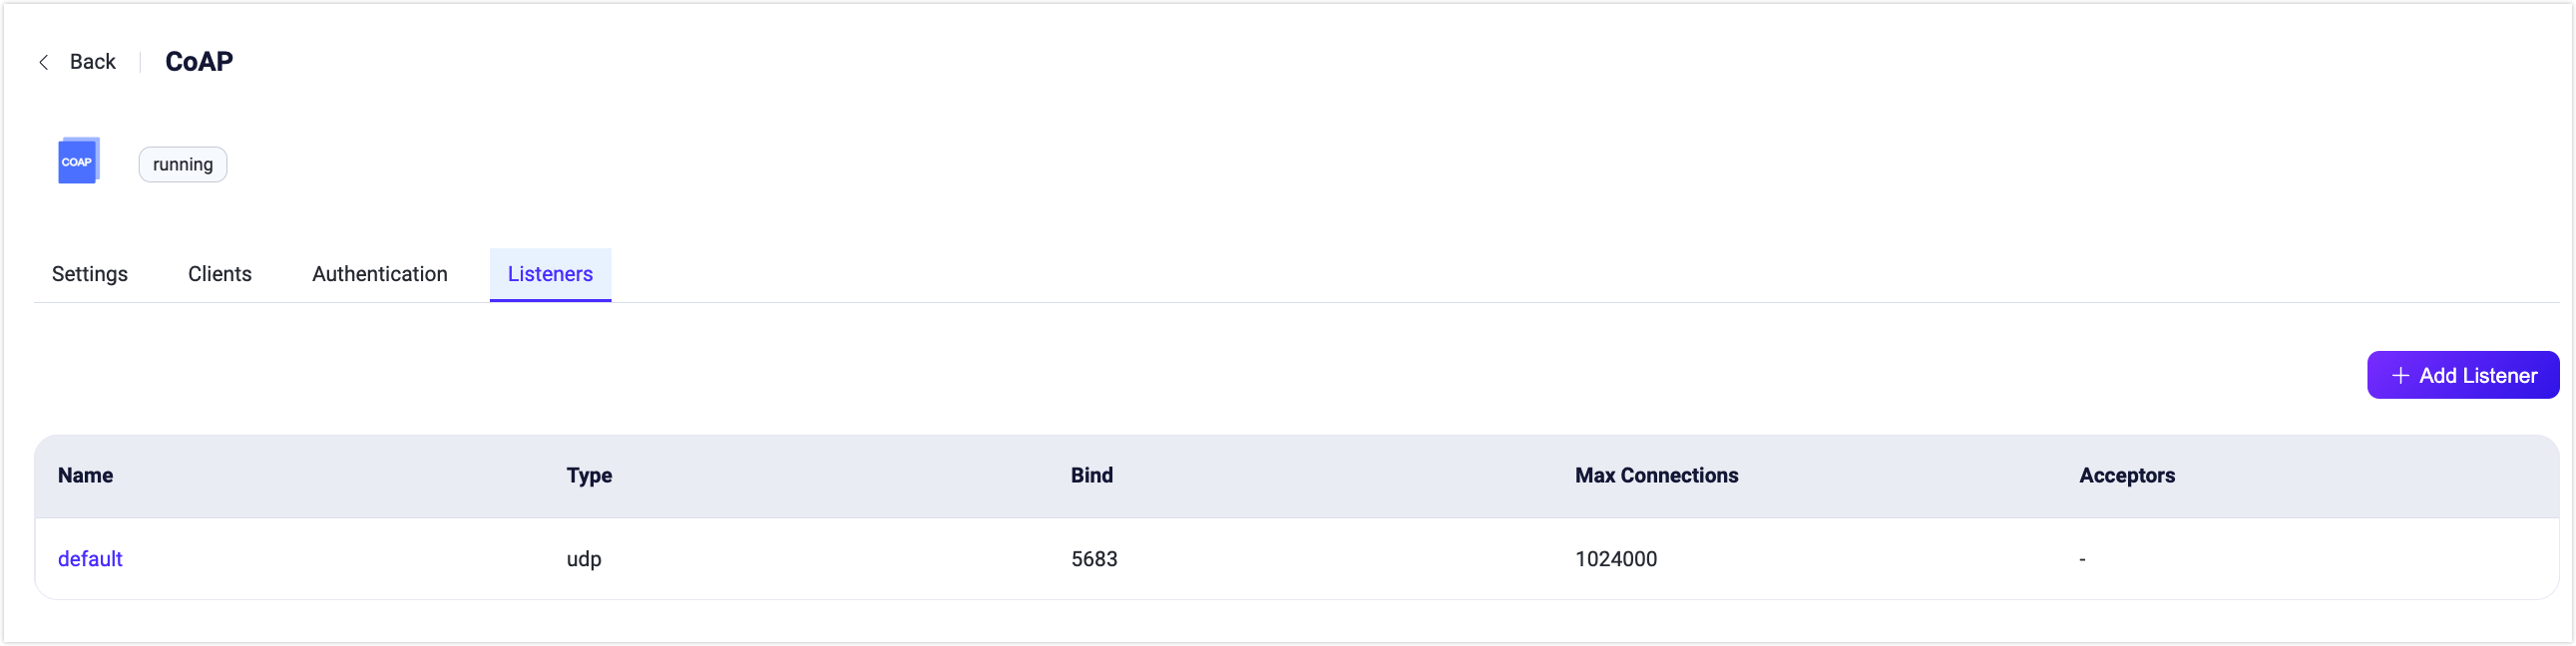 Back CoAP
COAP running
Settings Clients Authentication Listeners
+ Add Listener
Name Type Bind Max Connections Acceptors
default udp 5683 1024000 -